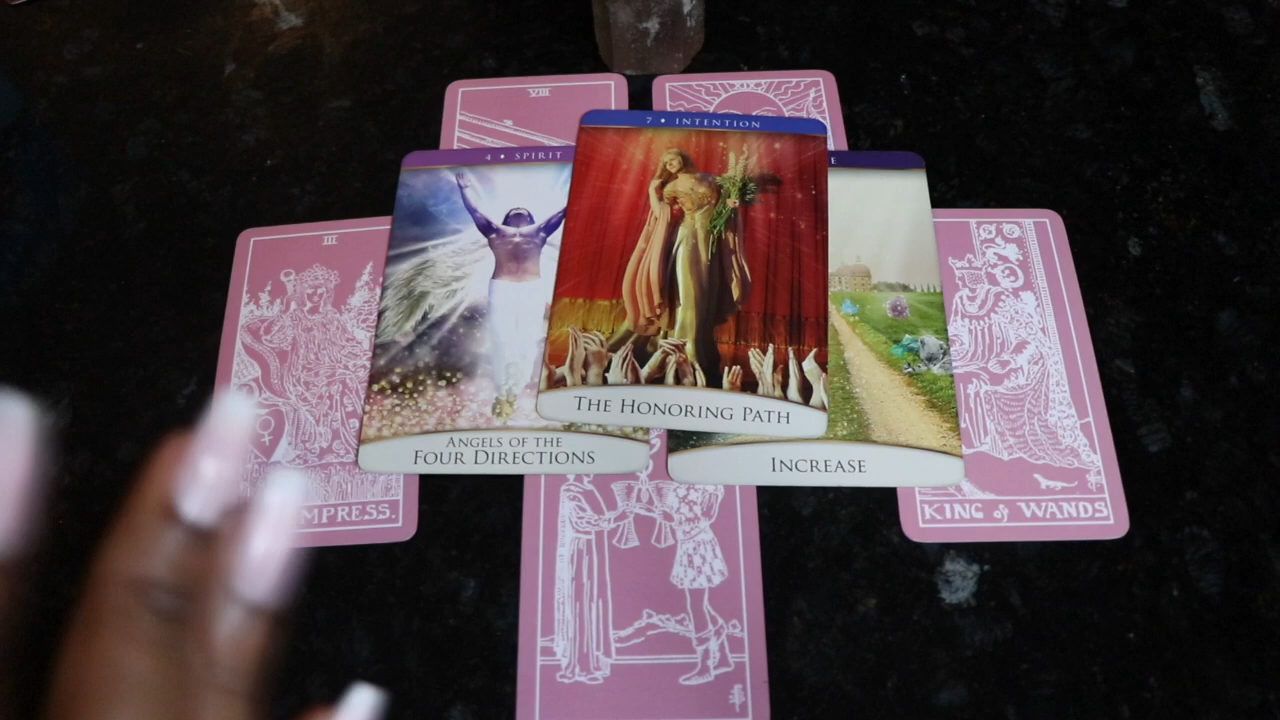 VIII
XIX
7 • INTENTION
4 • SPIRIT
E
III
THE HONORING PATH
ANGELS OF THE
FOUR DIRECTIONS
INCREASE
MPRESS.
KING of WANDS